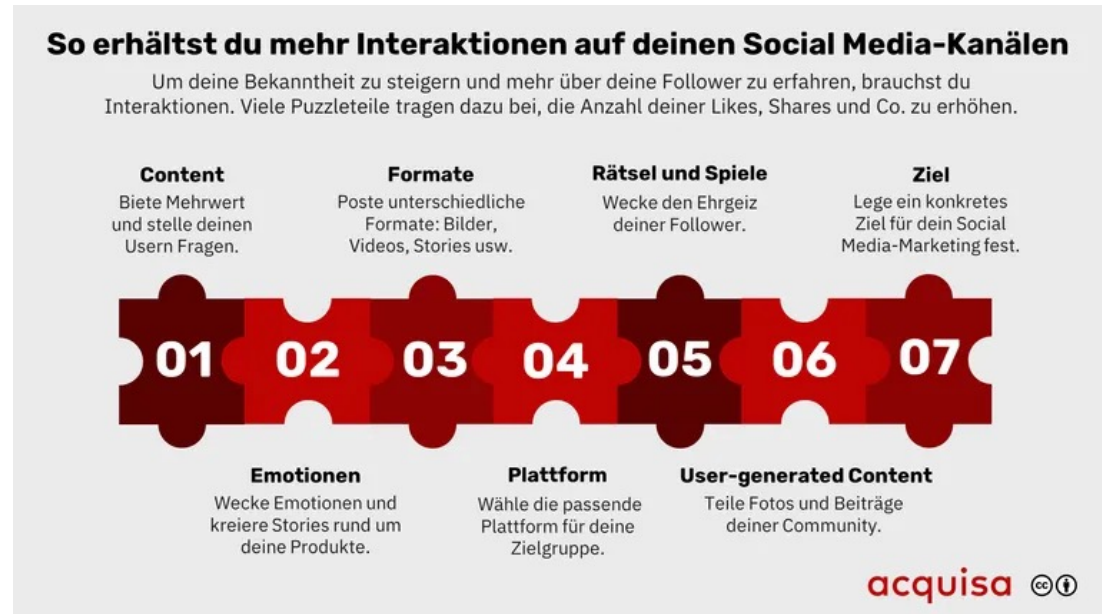 So erhältst du mehr Interaktionen auf deinen Social Media-Kanälen
Um deine Bekanntheit zu steigern und mehr über deine Follower zu erfahren, brauchst du
Interaktionen. Viele Puzzleteile tragen dazu bei, die Anzahl deiner Likes, Shares und Co. zu erhöhen.
Content
Biete Mehrwert
und stelle deinen
Usern Fragen.
Formate
Poste unterschiedliche
Formate: Bilder,
Videos, Stories usw.
Rätsel und Spiele
Wecke den Ehrgeiz
deiner Follower.
Ziel
Lege ein konkretes
Ziel für dein Social
Media-Marketing fest.
01 02 03 04 05 06 07
Emotionen
Wecke Emotionen und
kreiere Stories rund um
deine Produkte.
Plattform
Wähle die passende
Plattform für deine
Zielgruppe.
User-generated Content
Teile Fotos und Beiträge
deiner Community.
acquisa cc